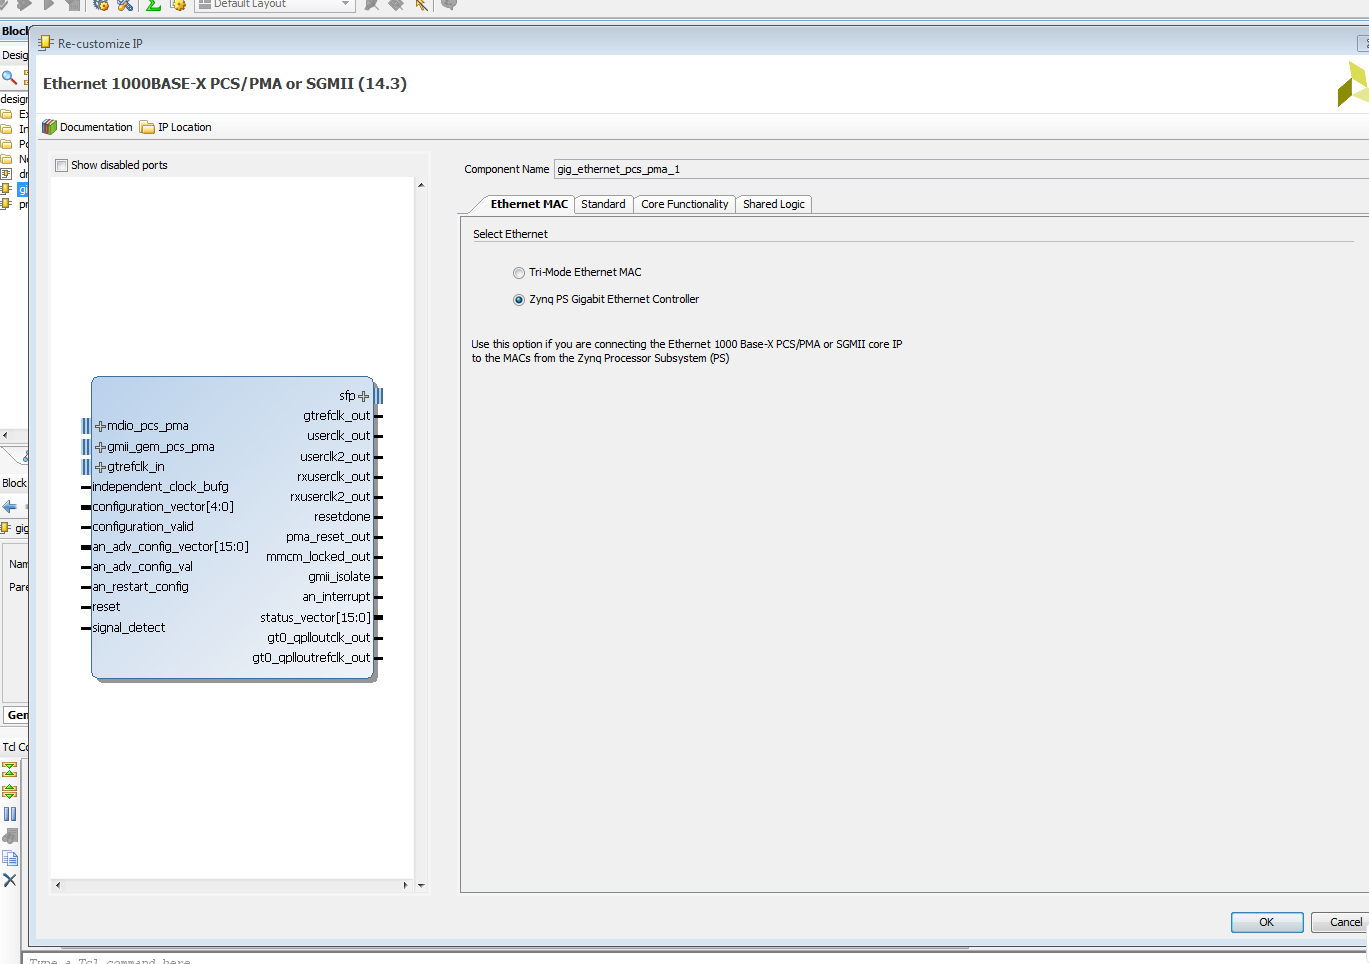 Default Layout
Block
Re-customize IP
Desig
Ethernet 1000BASE-X PCS/PMA or SGMII (14.3)
design
Ex
In
Po
Ne
dr
gi
pr
Documentation IP Location
Show disabled ports
Component Name gig_ethernet_pcs_pma_1
Ethernet MAC Standard Core Functionality Shared Logic
Select Ethernet
Tri-Mode Ethernet MAC
Zynq PS Gigabit Ethernet Controller
Use this option if you are connecting the Ethernet 1000 Base-X PCS/PMA or SGMII core IP
to the MACs from the Zynq Processor Subsystem (PS)
sfp
gtrefclk_out
userclk_out
userclk2_out
rxuserclk_out
rxuserclk2_out
resetdone
pma_reset_out
mmcm_locked_out
gmii_isolate
an_interrupt
status_vector[15:0]
gt0_qplloutclk_out
gt0_qplloutrefclk_out
mdio_pcs_pma
gmii_gem_pcs_pma
gtrefclk_in
independent_clock_bufg
configuration_vector[4:0]
configuration_valid
an_adv_config_vector[15:0]
an_adv_config_val
an_restart_config
reset
signal_detect
Block
gig
Nam
Pare
Gen
Tcl Co
OK Cancel
Type a Tcl command here